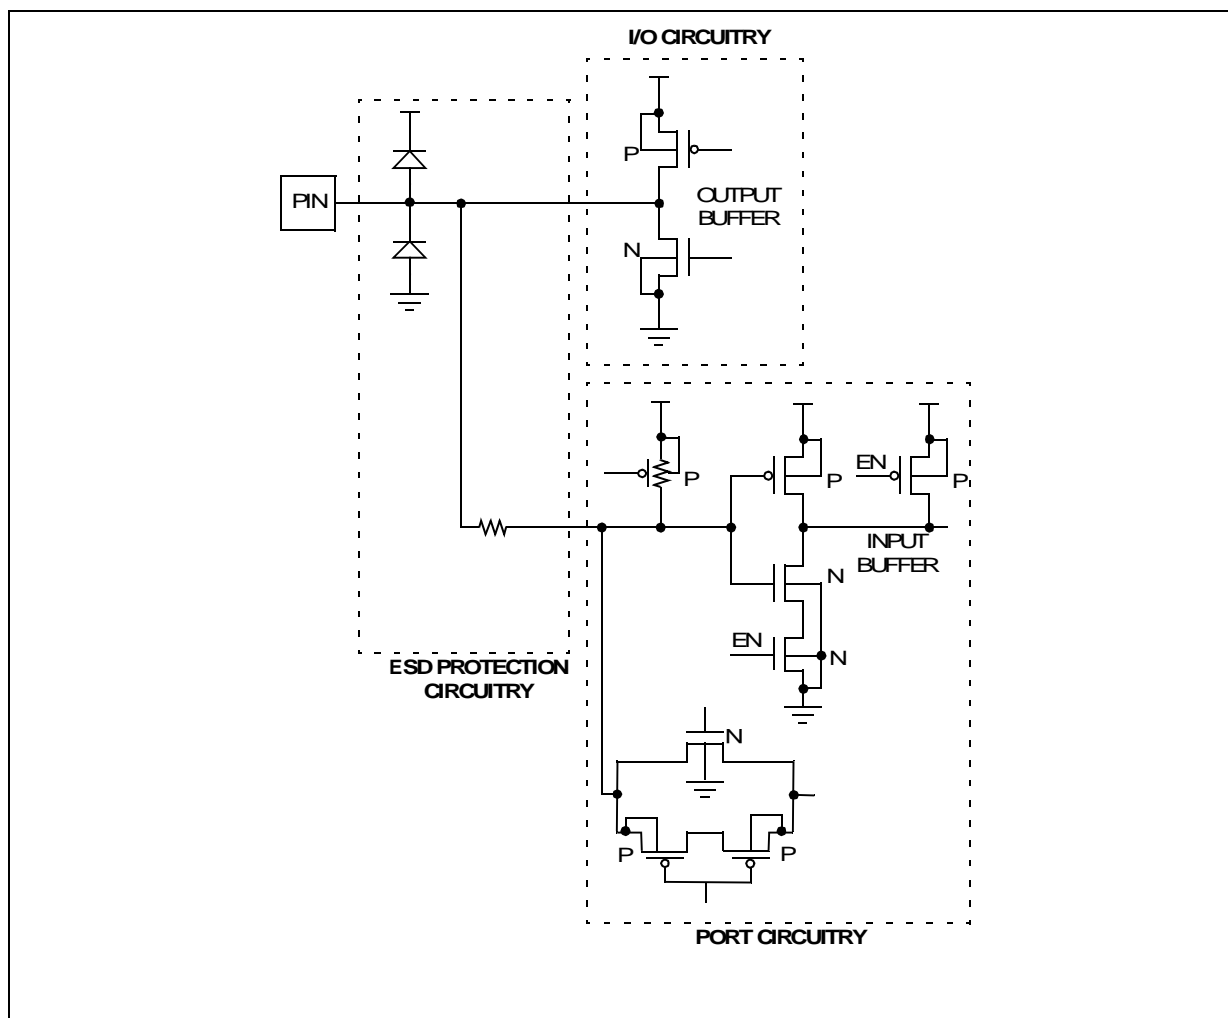 I/O CIRCUITRY
P
PIN
OUTPUT
BUFFER
N
EN
P
P
P
INPUT
BUFFER
N
EN
N
ESD PROTECTION
CIRCUITRY
N
P
P
PORT CIRCUITRY